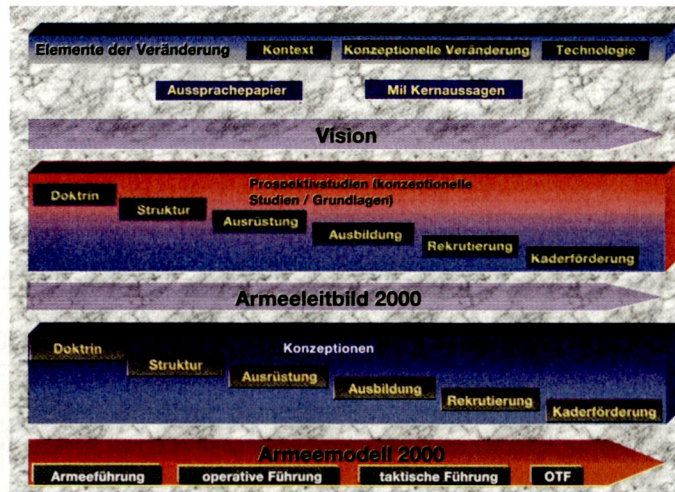 Elemente der Veränderung Kontext Konzeptionelle Veränderung Technologie
Aussprachepapier Mil Kernaussagen
Vision
Prospektivstudien (konzeptionelle
Studien / Grundlagen)
Doktrin
Struktur
Ausrüstung
Ausbildung
Rekrutierung
Kaderförderung
Armeeleitbild 2000
Konzeptionen
Doktrin
Struktur
Ausrüstung
Ausbildung
Rekrutierung
Kaderförderung
Armeemodell 2000
Armeeführung operative Führung taktische Führung OTF